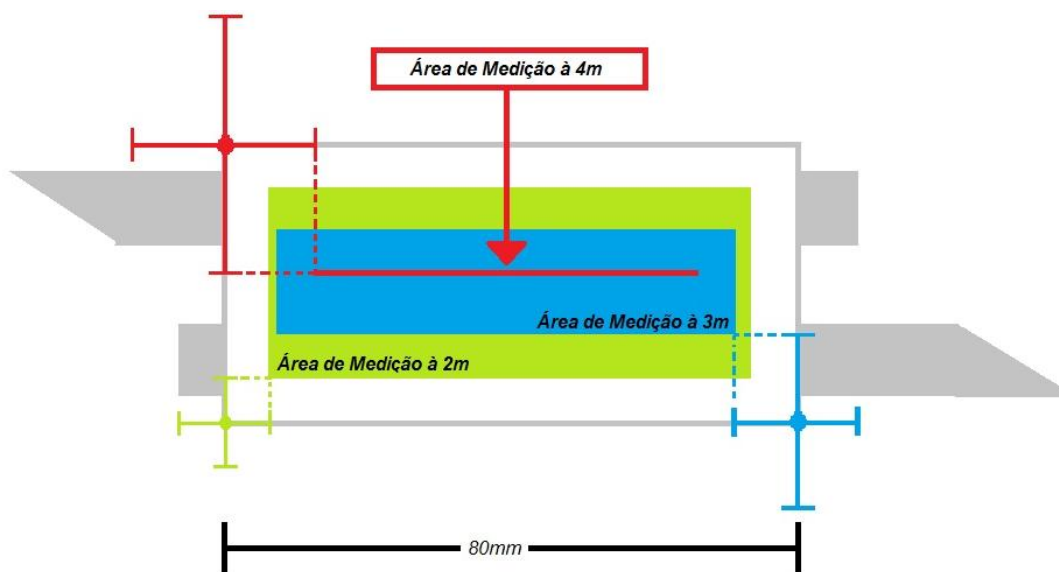 Área de Medição à 4m
Área de Medição à 3m
Área de Medição à 2m
80mm